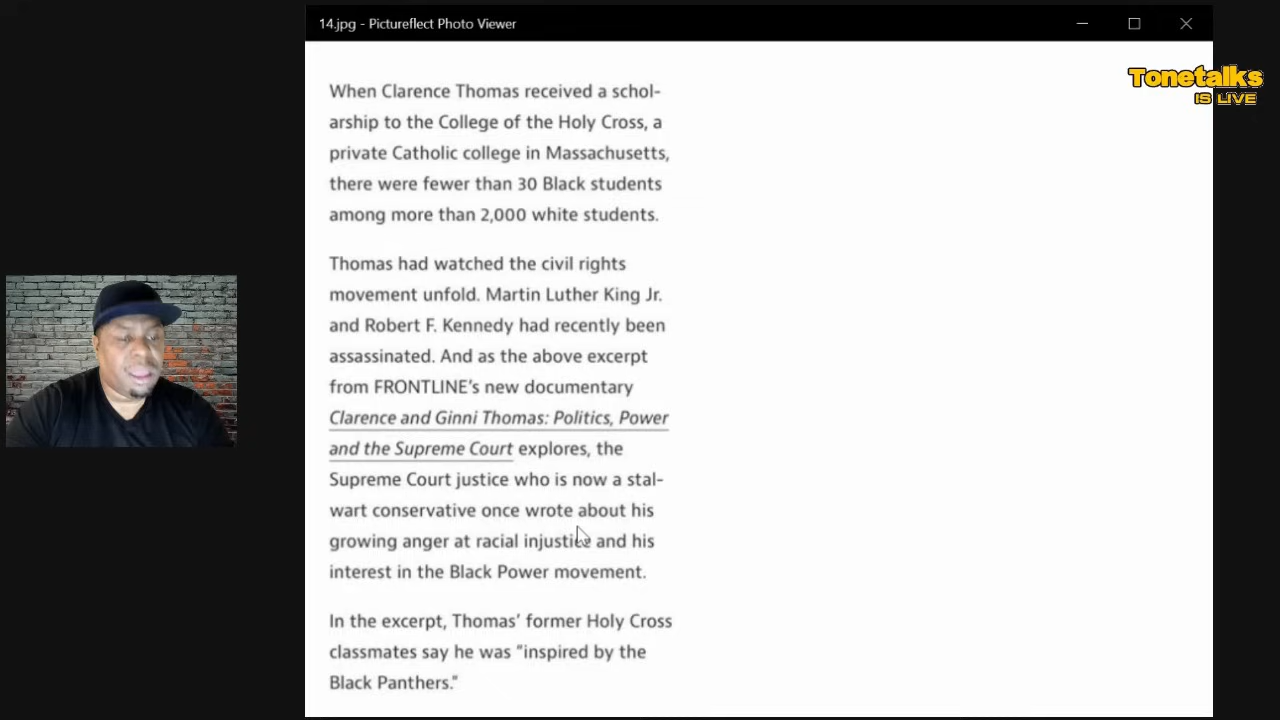 14.jpg - Pictureflect Photo Viewer
Tonetalks
IS LIVE
When Clarence Thomas received a schol-
arship to the College of the Holy Cross, a
private Catholic college in Massachusetts,
there were fewer than 30 Black students
among more than 2,000 white students.
Thomas had watched the civil rights
movement unfold. Martin Luther King Jr.
and Robert F. Kennedy had recently been
assassinated. And as the above excerpt
from FRONTLINE’s new documentary
Clarence and Ginni Thomas: Politics, Power
and the Supreme Court explores, the
Supreme Court justice who is now a stal-
wart conservative once wrote about his
growing anger at racial injustice and his
interest in the Black Power movement.
In the excerpt, Thomas’ former Holy Cross
classmates say he was “inspired by the
Black Panthers.”